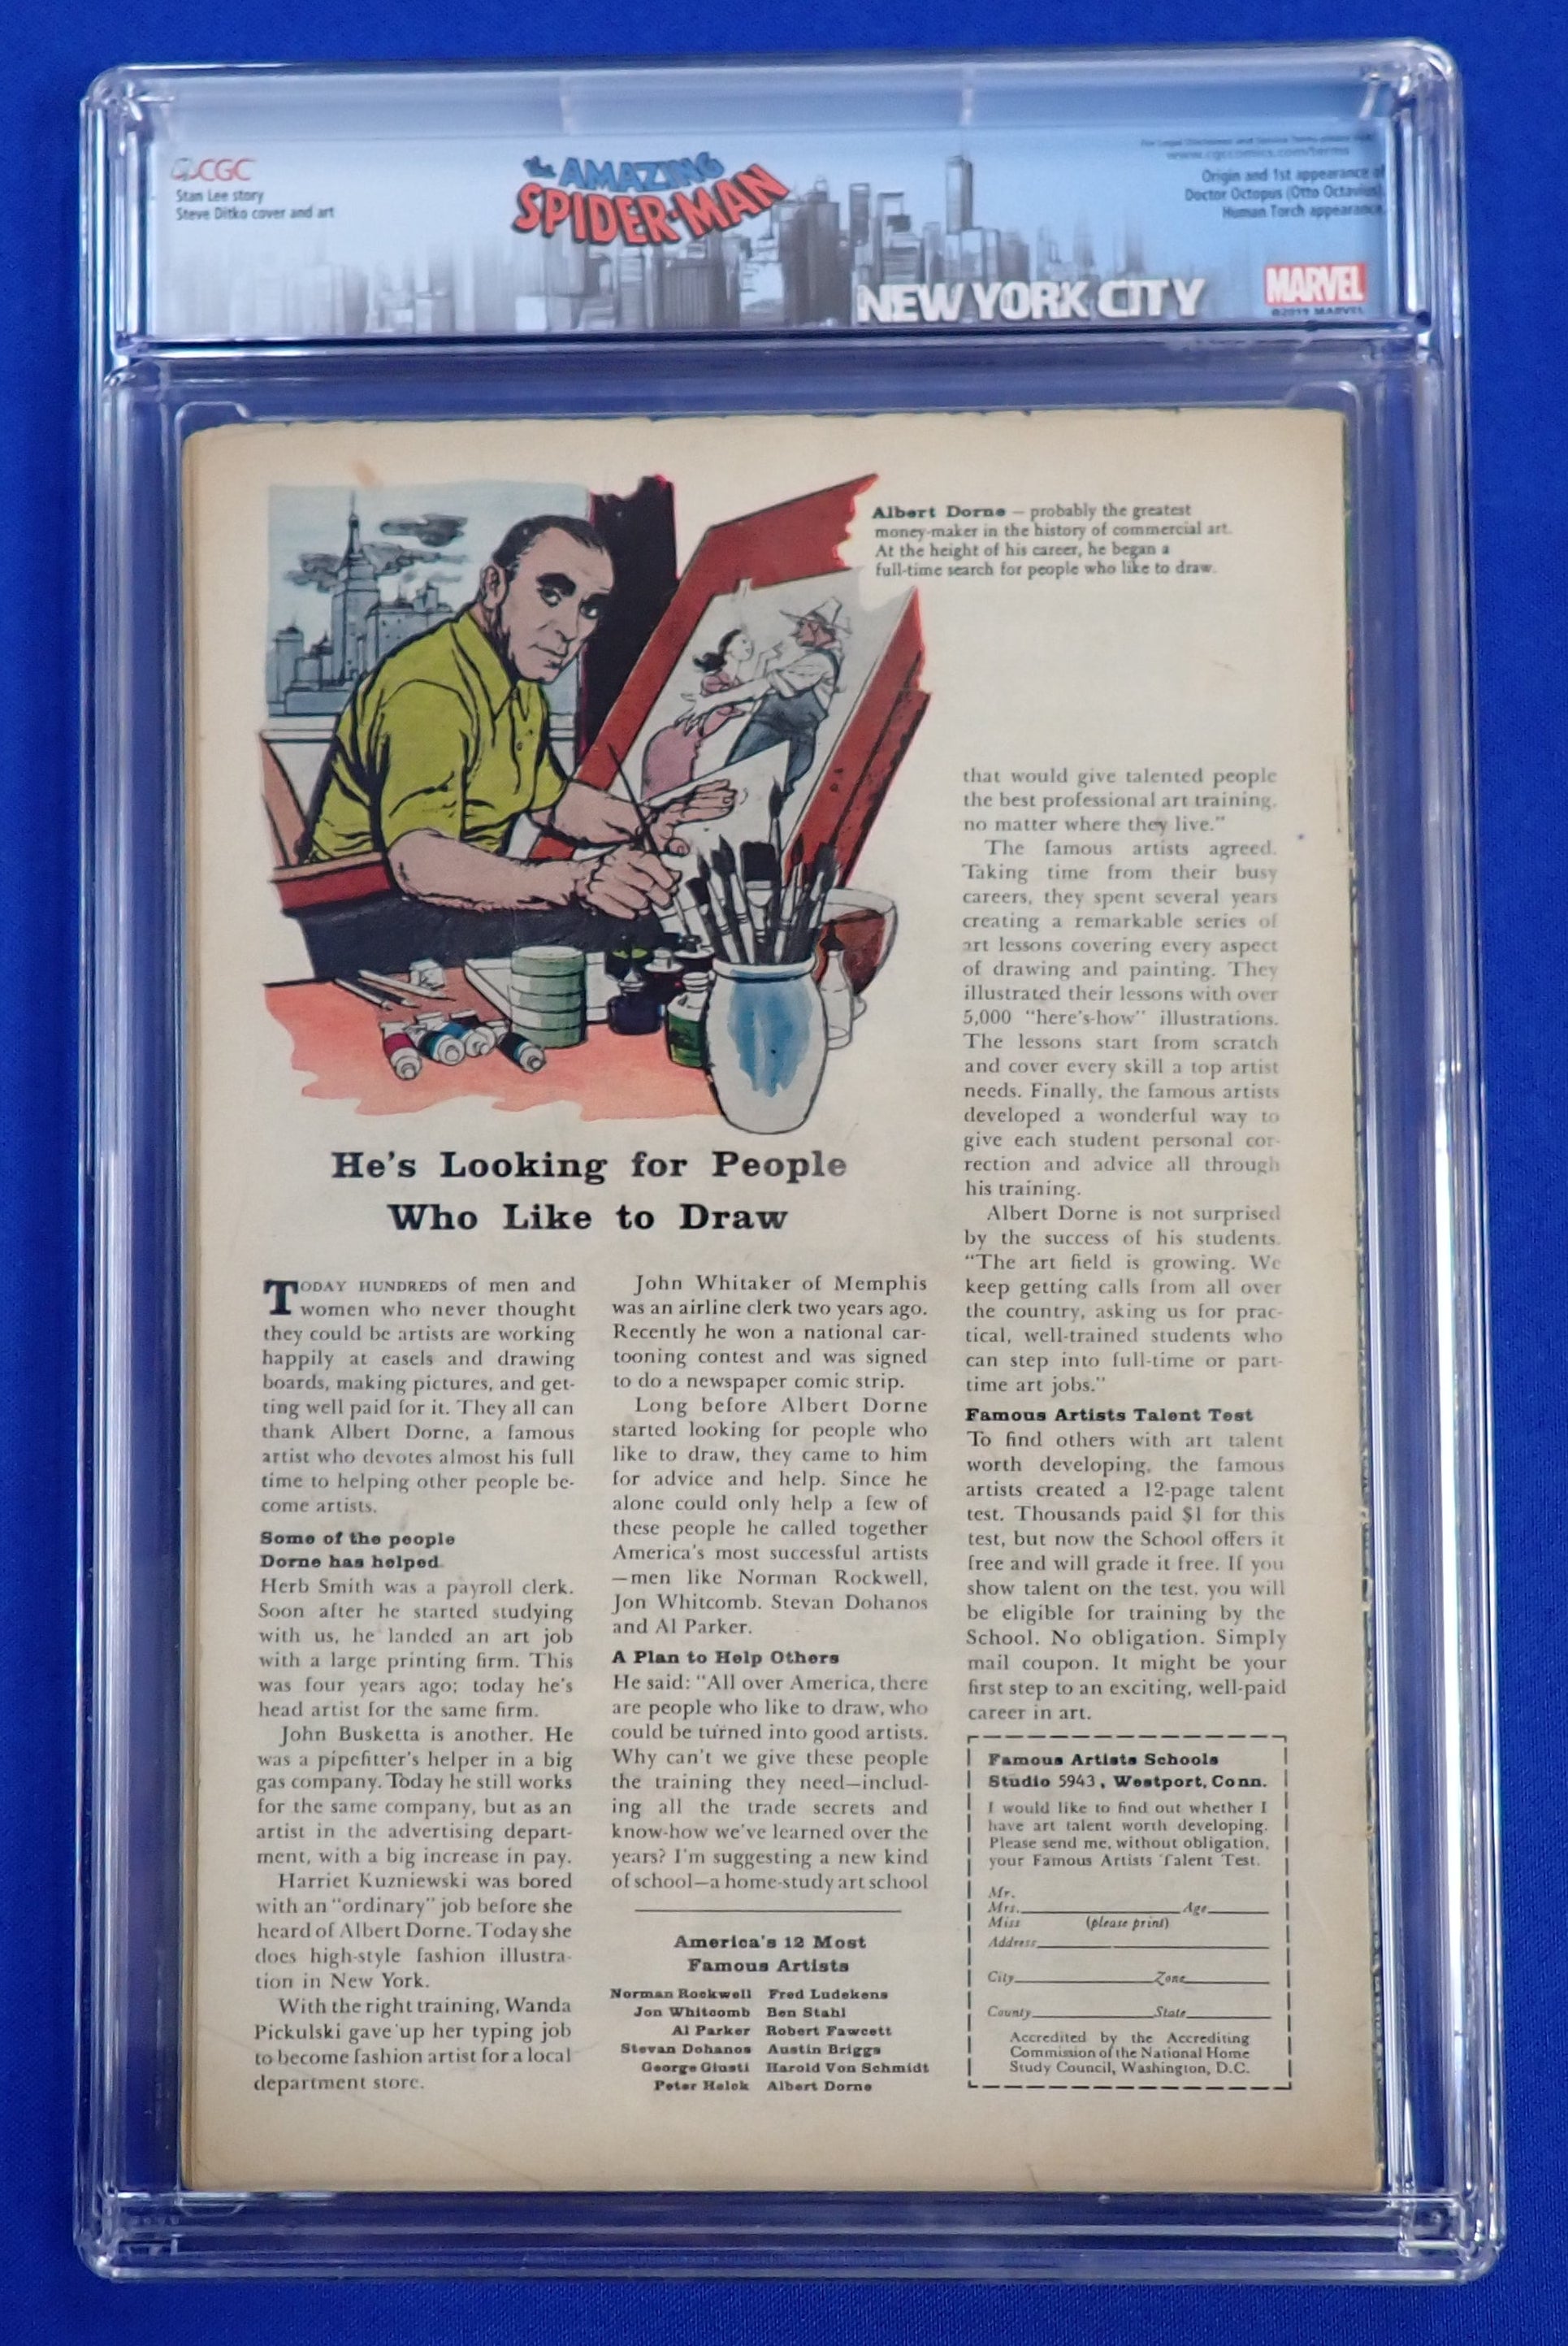 CGC
Stan Lee story
Steve Ditko cover and art
the AMAZING
SPIDER-MAN
For Legal Disclaimer and Service Terms please visit
www.cgccomics.com/terms
Origin and 1st appearance of
Doctor Octopus (Otto Octavius)
Human Torch appearance
NEW YORK CITY
MARVEL
©2019 MARVEL
Albert Dorne — probably the greatest
money-maker in the history of commercial art.
At the height of his career, he began a
full-time search for people who like to draw.
He's Looking for People
Who Like to Draw
TODAY HUNDREDS of men and
women who never thought
they could be artists are working
happily at easels and drawing
boards, making pictures, and get-
ting well paid for it. They all can
thank Albert Dorne, a famous
artist who devotes almost his full
time to helping other people be-
come artists.
Some of the people
Dorne has helped
Herb Smith was a payroll clerk.
Soon after he started studying
with us, he landed an art job
with a large printing firm. This
was four years ago; today he's
head artist for the same firm.
John Busketta is another. He
was a pipefitter's helper in a big
gas company. Today he still works
for the same company, but as an
artist in the advertising depart-
ment, with a big increase in pay.
Harriet Kuzniewski was bored
with an "ordinary" job before she
heard of Albert Dorne. Today she
does high-style fashion illustra-
tion in New York.
With the right training, Wanda
Pickulski gave up her typing job
to become fashion artist for a local
department store.
John Whitaker of Memphis
was an airline clerk two years ago.
Recently he won a national car-
tooning contest and was signed
to do a newspaper comic strip.
Long before Albert Dorne
started looking for people who
like to draw, they came to him
for advice and help. Since he
alone could only help a few of
these people he called together
America's most successful artists
—men like Norman Rockwell,
Jon Whitcomb. Stevan Dohanos
and Al Parker.
A Plan to Help Others
He said: "All over America, there
are people who like to draw, who
could be turned into good artists.
Why can't we give these people
the training they need—includ-
ing all the trade secrets and
know-how we've learned over the
years? I'm suggesting a new kind
of school—a home-study art school
America's 12 Most
Famous Artists
Norman Rockwell Fred Ludekens
Jon Whitcomb Ben Stahl
Al Parker Robert Fawcett
Stevan Dohanos Austin Briggs
George Giusti Harold Von Schmidt
Peter Helck Albert Dorne
that would give talented people
the best professional art training,
no matter where they live."
The famous artists agreed.
Taking time from their busy
careers, they spent several years
creating a remarkable series of
art lessons covering every aspect
of drawing and painting. They
illustrated their lessons with over
5,000 "here's-how" illustrations.
The lessons start from scratch
and cover every skill a top artist
needs. Finally, the famous artists
developed a wonderful way to
give each student personal cor-
rection and advice all through
his training.
Albert Dorne is not surprised
by the success of his students.
"The art field is growing. We
keep getting calls from all over
the country, asking us for prac-
tical, well-trained students who
can step into full-time or part-
time art jobs."
Famous Artists Talent Test
To find others with art talent
worth developing, the famous
artists created a 12-page talent
test. Thousands paid $1 for this
test, but now the School offers it
free and will grade it free. If you
show talent on the test, you will
be eligible for training by the
School. No obligation. Simply
mail coupon. It might be your
first step to an exciting, well-paid
career in art.
Famous Artists Schools
Studio 5943, Westport, Conn.
I would like to find out whether I
have art talent worth developing.
Please send me, without obligation,
your Famous Artists Talent Test.
Mr.
Mrs. Age
Miss (please print)
Address
City Zone
County State
Accredited by the Accrediting
Commission of the National Home
Study Council, Washington, D.C.